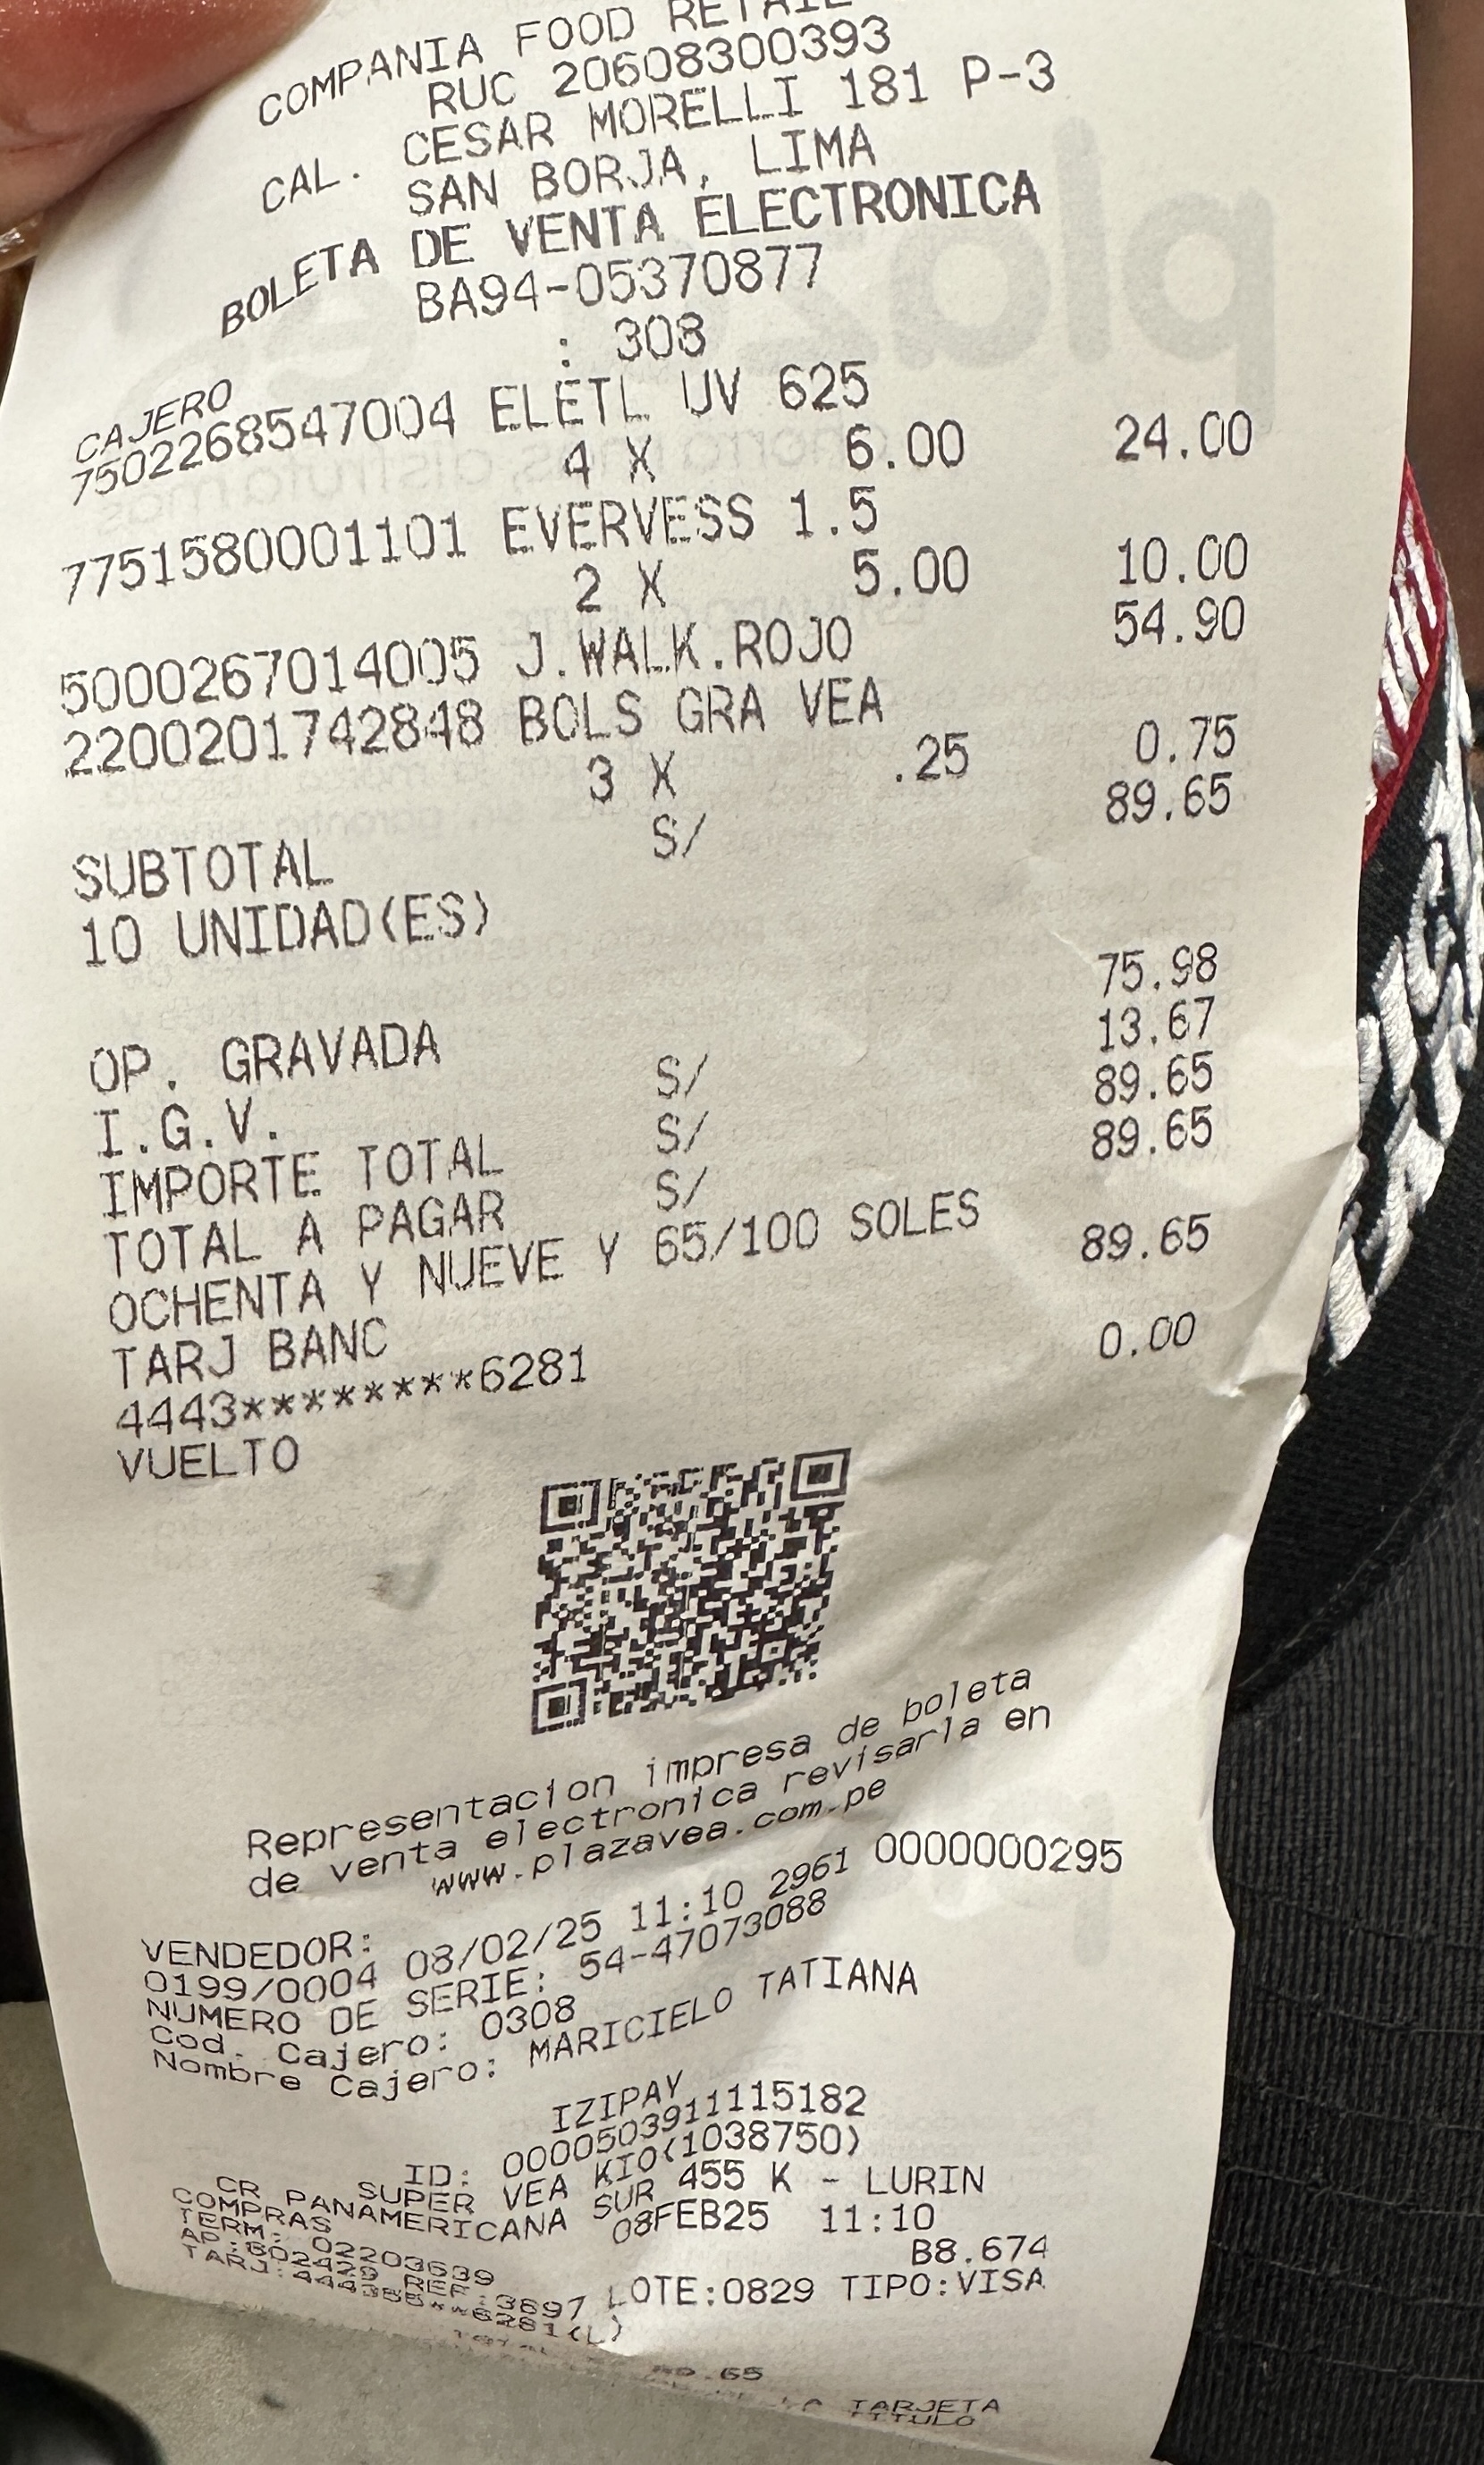 COMPANIA FOOD RETAIL
RUC 20608300393
CAL. CESAR MORELLI 181 P-3
SAN BORJA, LIMA
BOLETA DE VENTA ELECTRONICA
BA94-05370877
CAJERO : 308
7502268547004 ELETL UV 625
4 X 6.00 24.00
7751580001101 EVERVESS 1.5
2 X 5.00 10.00
5000267014005 J.WALK.ROJO 54.90
2200201742848 BOLS GRA VEA
3 X .25 0.75
SUBTOTAL S/ 89.65
10 UNIDAD(ES)
OP. GRAVADA S/ 75.98
I.G.V. S/ 13.67
IMPORTE TOTAL S/ 89.65
TOTAL A PAGAR 89.65
OCHENTA Y NUEVE Y 65/100 SOLES
TARJ BANC 89.65
4443********6281
VUELTO 0.00
Representacion impresa de boleta
de venta electronica revisarla en
www.plazavea.com.pe
VENDEDOR: 0000000295
0199/0004 08/02/25 11:10 2961
NUMERO DE SERIE: 54-47073088
Cod. Cajero: 0308
Nombre Cajero: MARICIELO TATIANA
IZIPAY
ID: 0000503911115182
SUPER VEA KIO(1038750)
CR PANAMERICANA SUR 455 K - LURIN
COMPRAS 08FEB25 11:10
TERM: 02203639 B8.674
AP:602429 REF:3697 LOTE:0829 TIPO:VISA
TARJ:444355**6281(L)
.65
TARJETA
TITULO